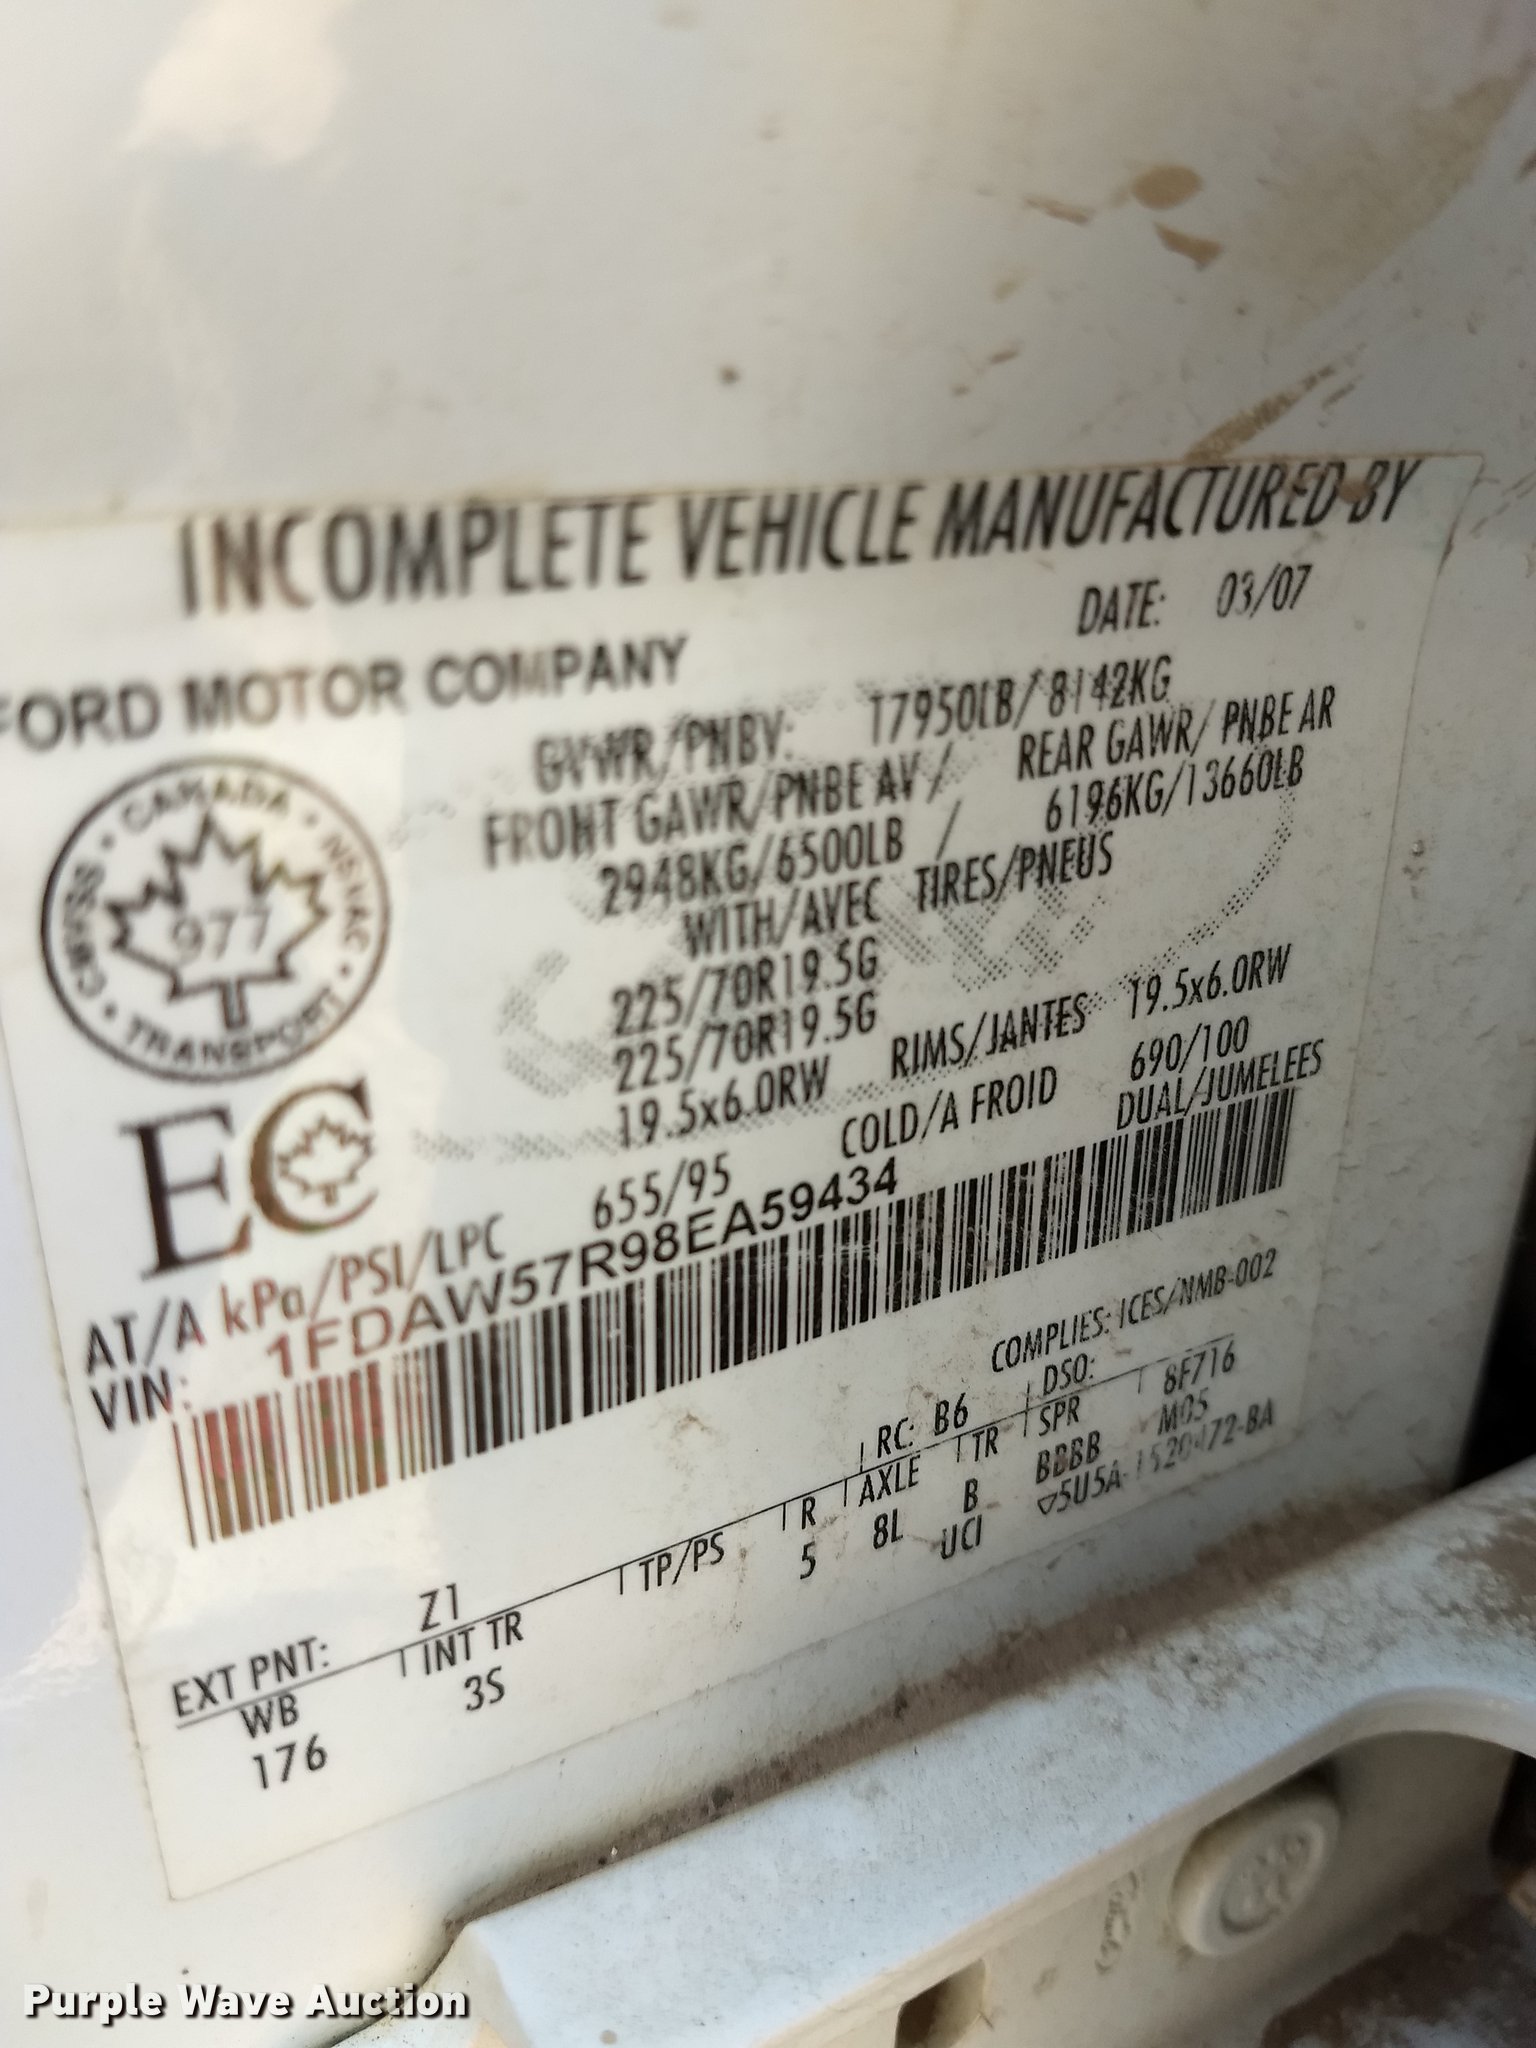 INCOMPLETE VEHICLE MANUFACTURED BY
FORD MOTOR COMPANY
DATE: 03/07
GVWR/PNBV: 17950LB/ 8142KG
FRONT GAWR/PNBE AV / REAR GAWR/ PNBE AR
2948KG/6500LB / 6196KG/13660LB
WITH/AVEC TIRES/PNEUS
225/70R19.5G
225/70R19.5G
19.5x6.0RW RIMS/JANTES 19.5x6.0RW
AT/A kPa/PSI/LPC 655/95 COLD/A FROID 690/100
DUAL/JUMELEES
CANADA
977
TRANSPORT
EC
VIN: 1FDAW57R98EA59434
COMPLIES: ICES/NMB-002
EXT PNT: Z1 RC: B6 DSO:
WB INT TR TP/PS R AXLE TR SPR 8F716
176 3S 5 8L B BBBB M05
UCI
Purple Wave Auction